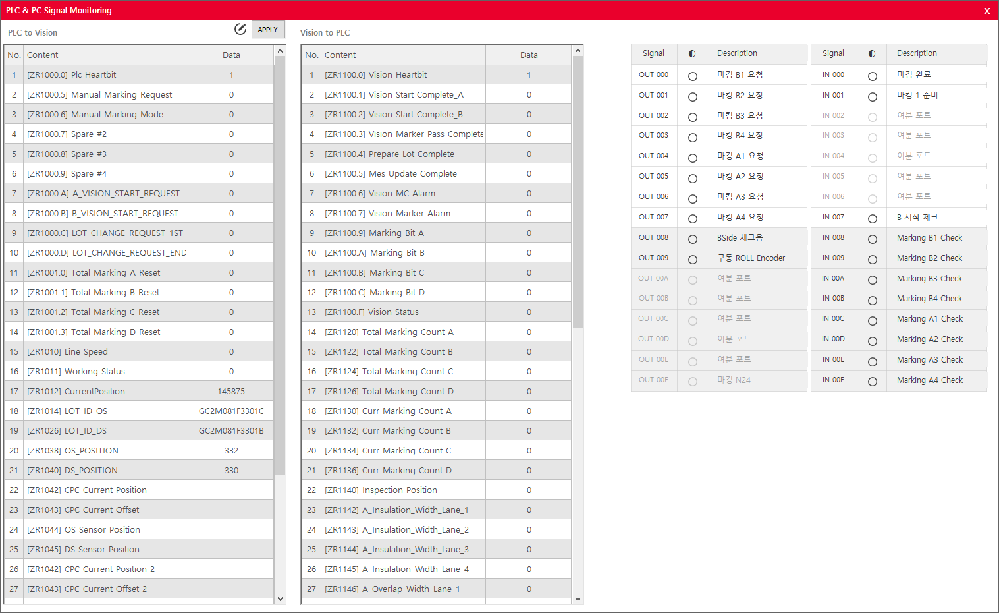 PLC & PC Signal Monitoring X
PLC to Vision APPLY
No. Content Data
1 [ZR1000.0] Plc Heartbit 1
2 [ZR1000.5] Manual Marking Request 0
3 [ZR1000.6] Manual Marking Mode 0
4 [ZR1000.7] Spare #2 0
5 [ZR1000.8] Spare #3 0
6 [ZR1000.9] Spare #4 0
7 [ZR1000.A] A_VISION_START_REQUEST 0
8 [ZR1000.B] B_VISION_START_REQUEST 0
9 [ZR1000.C] LOT_CHANGE_REQUEST_1ST 0
10 [ZR1000.D] LOT_CHANGE_REQUEST_END 0
11 [ZR1001.0] Total Marking A Reset 0
12 [ZR1001.1] Total Marking B Reset 0
13 [ZR1001.2] Total Marking C Reset 0
14 [ZR1001.3] Total Marking D Reset 0
15 [ZR1010] Line Speed 0
16 [ZR1011] Working Status 0
17 [ZR1012] CurrentPosition 145875
18 [ZR1014] LOT_ID_OS GC2M081F3301C
19 [ZR1026] LOT_ID_DS GC2M081F3301B
20 [ZR1038] OS_POSITION 332
21 [ZR1040] DS_POSITION 330
22 [ZR1042] CPC Current Position
23 [ZR1043] CPC Current Offset
24 [ZR1044] OS Sensor Position
25 [ZR1045] DS Sensor Position
26 [ZR1042] CPC Current Position 2
27 [ZR1043] CPC Current Offset 2
Vision to PLC
No. Content Data
1 [ZR1100.0] Vision Heartbit 1
2 [ZR1100.1] Vision Start Complete_A 0
3 [ZR1100.2] Vision Start Complete_B 0
4 [ZR1100.3] Vision Marker Pass Complete 0
5 [ZR1100.4] Prepare Lot Complete 0
6 [ZR1100.5] Mes Update Complete 0
7 [ZR1100.6] Vision MC Alarm 0
8 [ZR1100.7] Vision Marker Alarm 0
9 [ZR1100.9] Marking Bit A 0
10 [ZR1100.A] Marking Bit B 0
11 [ZR1100.B] Marking Bit C 0
12 [ZR1100.C] Marking Bit D 0
13 [ZR1100.F] Vision Status 0
14 [ZR1120] Total Marking Count A 0
15 [ZR1122] Total Marking Count B 0
16 [ZR1124] Total Marking Count C 0
17 [ZR1126] Total Marking Count D 0
18 [ZR1130] Curr Marking Count A 0
19 [ZR1132] Curr Marking Count B 0
20 [ZR1134] Curr Marking Count C 0
21 [ZR1136] Curr Marking Count D 0
22 [ZR1140] Inspection Position 0
23 [ZR1142] A_Insulation_Width_Lane_1 0
24 [ZR1143] A_Insulation_Width_Lane_2 0
25 [ZR1144] A_Insulation_Width_Lane_3 0
26 [ZR1145] A_Insulation_Width_Lane_4 0
27 [ZR1146] A_Overlap_Width_Lane_1 0
Signal Description
OUT 000 마킹 B1 요청
OUT 001 마킹 B2 요청
OUT 002 마킹 B3 요청
OUT 003 마킹 B4 요청
OUT 004 마킹 A1 요청
OUT 005 마킹 A2 요청
OUT 006 마킹 A3 요청
OUT 007 마킹 A4 요청
OUT 008 BSide 체크용
OUT 009 구동 ROLL Encoder
OUT 00A 여분 포트
OUT 00B 여분 포트
OUT 00C 여분 포트
OUT 00D 여분 포트
OUT 00E 여분 포트
OUT 00F 마킹 N24
Signal Description
IN 000 마킹 완료
IN 001 마킹 1 준비
IN 002 여분 포트
IN 003 여분 포트
IN 004 여분 포트
IN 005 여분 포트
IN 006 여분 포트
IN 007 B 시작 체크
IN 008 Marking B1 Check
IN 009 Marking B2 Check
IN 00A Marking B3 Check
IN 00B Marking B4 Check
IN 00C Marking A1 Check
IN 00D Marking A2 Check
IN 00E Marking A3 Check
IN 00F Marking A4 Check